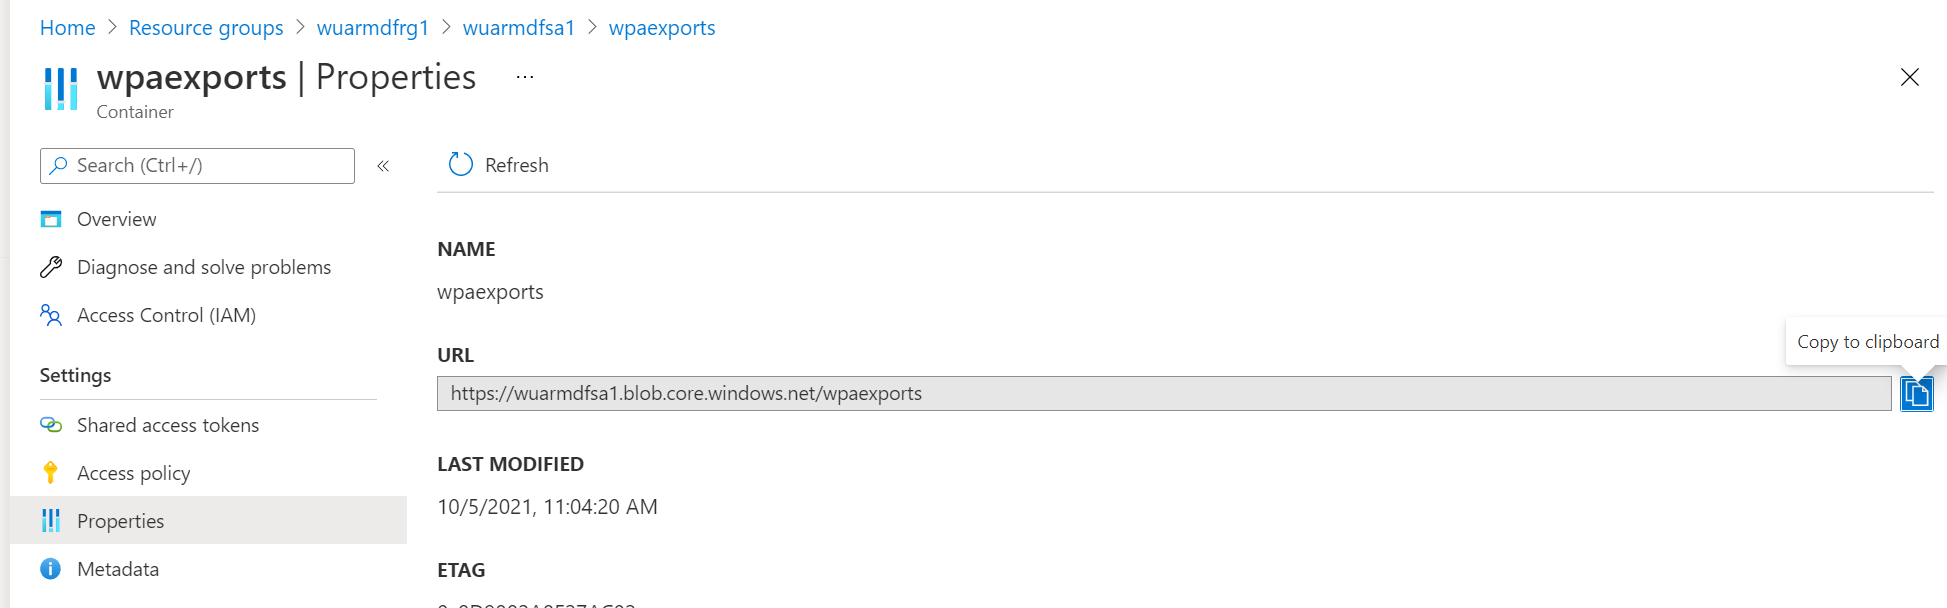 Home > Resource groups > wuarmdfrg1 > wuarmdfsa1 > wpaexports
wpaexports | Properties ...
Container
Search (Ctrl+/) «
Refresh
Overview
Diagnose and solve problems
Access Control (IAM)
Settings
Shared access tokens
Access policy
Properties
Metadata
NAME
wpaexports
URL
Copy to clipboard
https://wuarmdfsa1.blob.core.windows.net/wpaexports
LAST MODIFIED
10/5/2021, 11:04:20 AM
ETAG